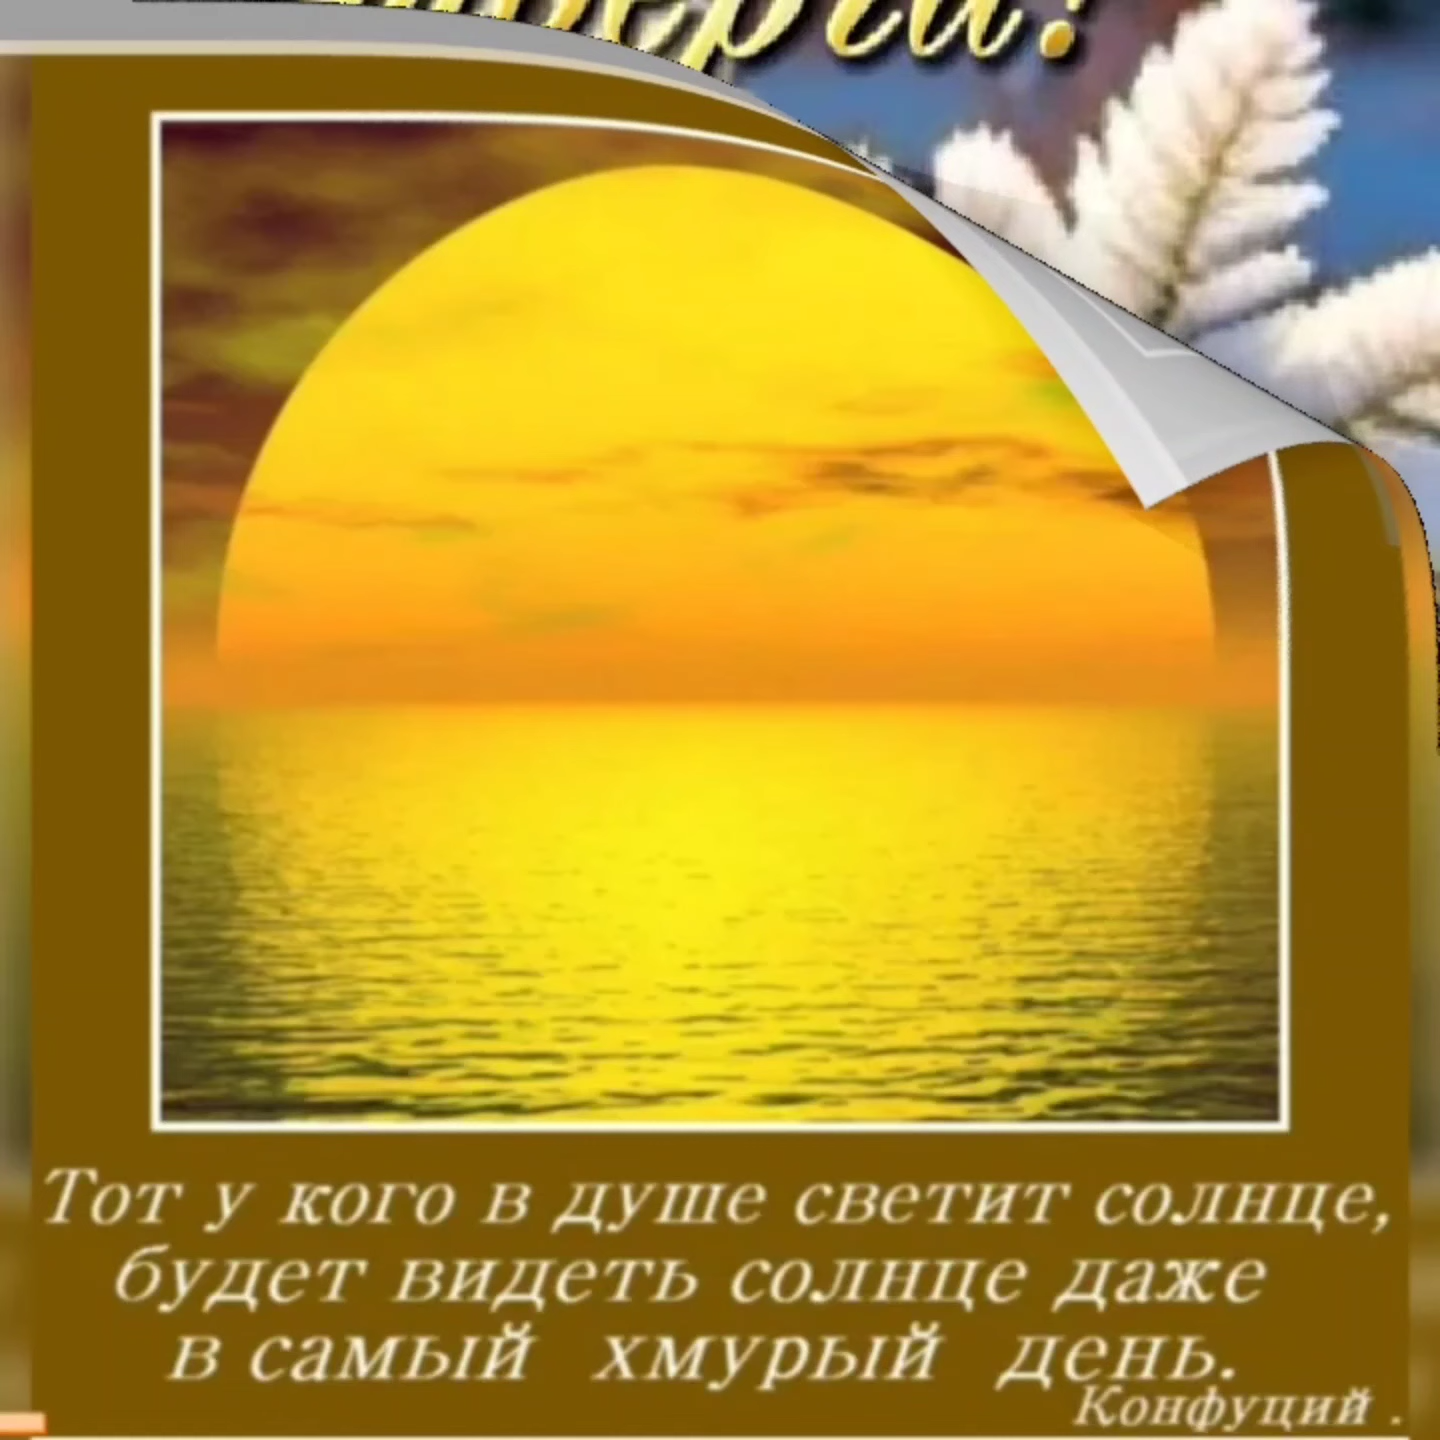 Тот у кого в душе светит солнце,
будет видеть солнце даже
в самый хмурый день.
Конфуций .